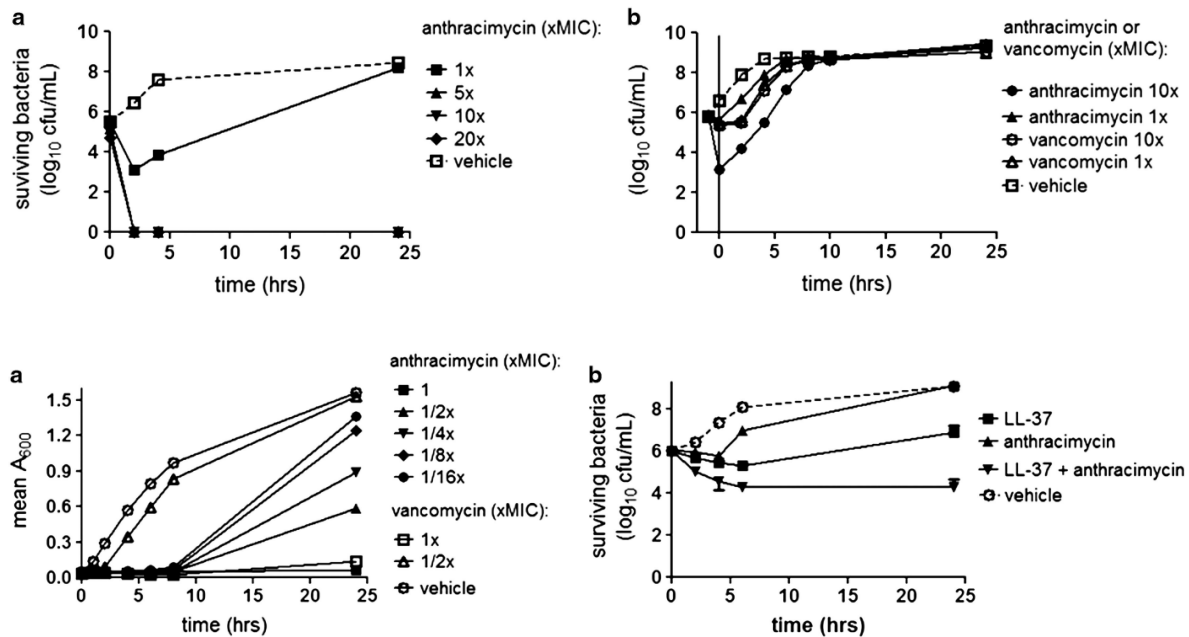 a
anthracimycin (xMIC):
1x
5x
10x
20x
vehicle
suviving bacteria
(log10 cfu/mL)
10
8
6
4
2
0
0 5 10 15 20 25
time (hrs)
b
anthracimycin or
vancomycin (xMIC):
anthracimycin 10x
anthracimycin 1x
vancomycin 10x
vancomycin 1x
vehicle
(log10 cfu/mL)
10
8
6
4
2
0
0 5 10 15 20 25
time (hrs)
a
anthracimycin (xMIC):
1
1/2x
1/4x
1/8x
1/16x
vancomycin (xMIC):
1x
1/2x
vehicle
mean A600
1.5
1.2
0.9
0.6
0.3
0.0
0 5 10 15 20 25
time (hrs)
b
LL-37
anthracimycin
LL-37 + anthracimycin
vehicle
surviving bacteria
(log10 cfu/mL)
8
6
4
2
0
0 5 10 15 20 25
time (hrs)